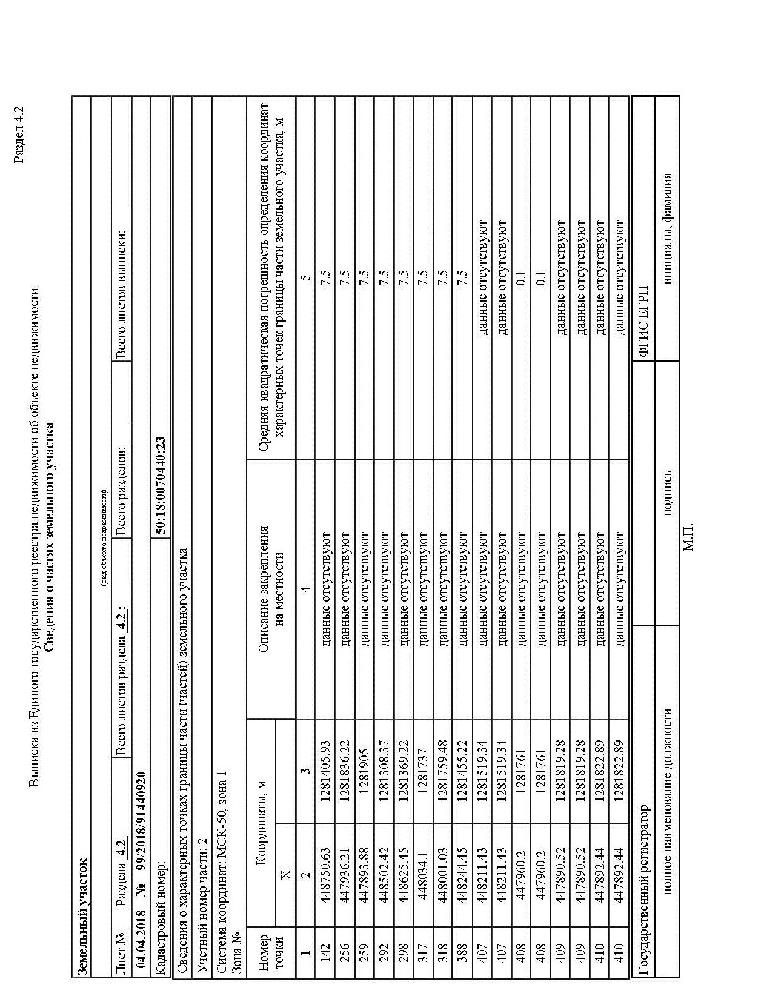 Раздел 4.2
Выписка из Единого государственного реестра недвижимости об объекте недвижимости
Сведения о частях земельного участка
Земельный участок
(вид объекта недвижимости)
Лист № ___ Раздела 4.2 Всего листов раздела 4.2 : ___ Всего разделов: ___ Всего листов выписки: ___
04.04.2018 № 99/2018/91440920
Кадастровый номер: 50:18:0070440:23
Сведения о характерных точках границы части (частей) земельного участка
Учетный номер части: 2
Система координат: МСК-50, зона 1
Зона №
Номер точки Координаты, м Описание закрепления на местности Средняя квадратическая погрешность определения координат характерных точек границы части земельного участка, м
X
1 2 3 4 5
142 448750.63 1281405.93 данные отсутствуют 7.5
256 447936.21 1281836.22 данные отсутствуют 7.5
259 447893.88 1281905 данные отсутствуют 7.5
292 448502.42 1281308.37 данные отсутствуют 7.5
298 448625.45 1281369.22 данные отсутствуют 7.5
317 448034.1 1281737 данные отсутствуют 7.5
318 448001.03 1281759.48 данные отсутствуют 7.5
388 448244.45 1281455.22 данные отсутствуют 7.5
407 448211.43 1281519.34 данные отсутствуют данные отсутствуют
407 448211.43 1281519.34 данные отсутствуют данные отсутствуют
408 447960.2 1281761 данные отсутствуют 0.1
408 447960.2 1281761 данные отсутствуют 0.1
409 447890.52 1281819.28 данные отсутствуют данные отсутствуют
409 447890.52 1281819.28 данные отсутствуют данные отсутствуют
410 447892.44 1281822.89 данные отсутствуют данные отсутствуют
410 447892.44 1281822.89 данные отсутствуют данные отсутствуют
Государственный регистратор ФГИС ЕГРН
полное наименование должности подпись инициалы, фамилия
М.П.